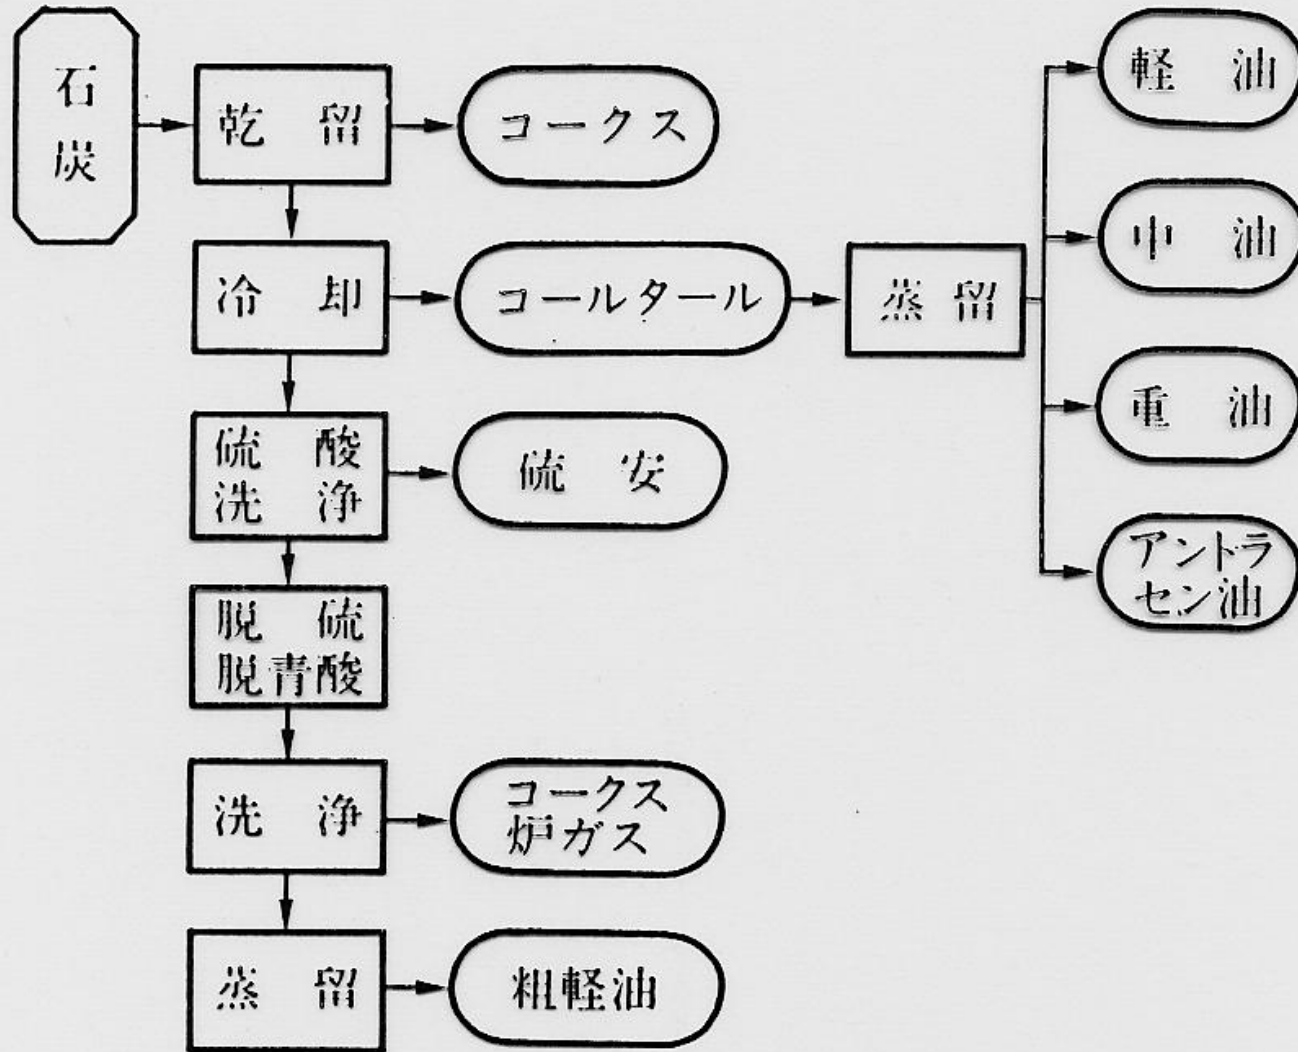 石
炭
乾留
コークス
冷却
コールタール
蒸留
軽油
中油
重油
アントラ
セン油
硫酸
洗浄
硫安
脱硫
脱青酸
洗浄
コークス
炉ガス
蒸留
粗軽油